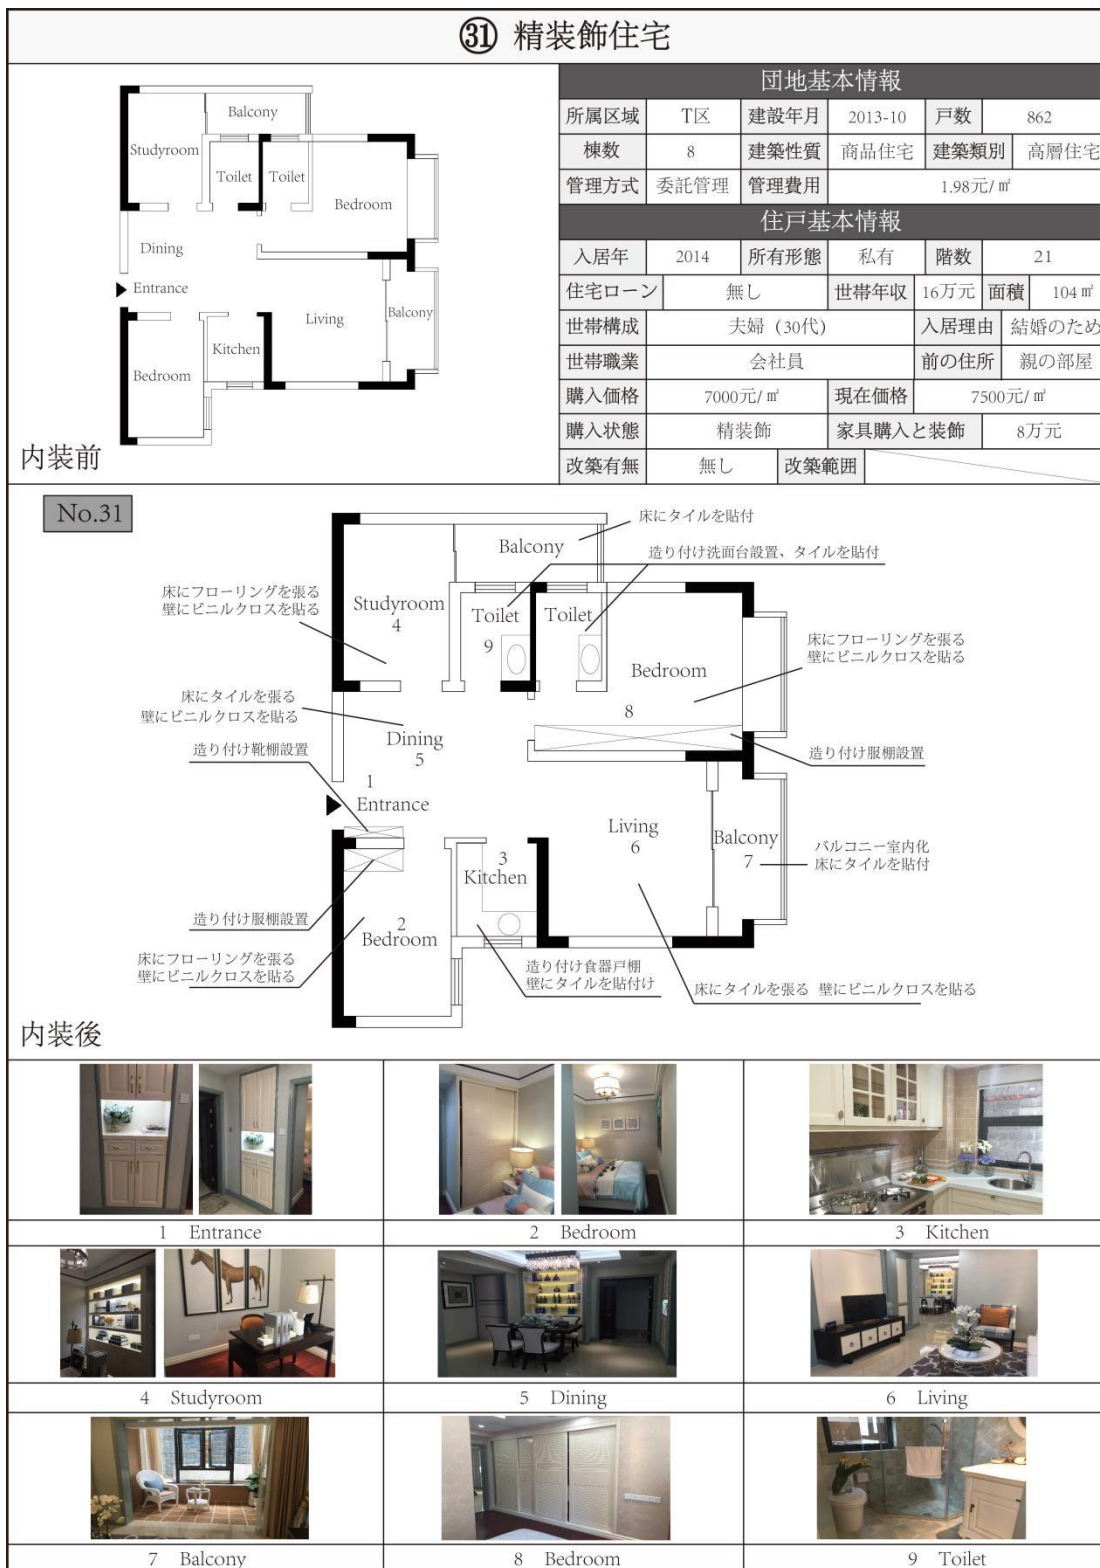 ㉛ 精装飾住宅
Balcony
Studyroom
Toilet
Toilet
Bedroom
Dining
Entrance
Living
Balcony
Kitchen
Bedroom
内装前
団地基本情報
所属区域 T区 建設年月 2013-10 戸数 862
棟数 8 建築性質 商品住宅 建築類別 高層住宅
管理方式 委託管理 管理費用 1.98元/㎡
住戸基本情報
入居年 2014 所有形態 私有 階数 21
住宅ローン 無し 世帯年収 16万元 面積 104㎡
世帯構成 夫婦（30代） 入居理由 結婚のため
世帯職業 会社員 前の住所 親の部屋
購入価格 7000元/㎡ 現在価格 7500元/㎡
購入状態 精装飾 家具購入と装飾 8万元
改築有無 無し 改築範囲
No.31
床にタイルを貼付
Balcony
造り付け洗面台設置、タイルを貼付
床にフローリングを張る
壁にビニルクロスを貼る
Studyroom
4
Toilet
9
Toilet
床にフローリングを張る
壁にビニルクロスを貼る
Bedroom
8
床にタイルを張る
壁にビニルクロスを貼る
Dining
5
造り付け靴棚設置
造り付け服棚設置
1
Entrance
Living
6
Balcony
7
バルコニー室内化
床にタイルを貼付
3
Kitchen
造り付け服棚設置
2
Bedroom
床にフローリングを張る
壁にビニルクロスを貼る
造り付け食器戸棚
壁にタイルを貼付け
床にタイルを張る 壁にビニルクロスを貼る
内装後
1 Entrance
2 Bedroom
3 Kitchen
4 Studyroom
5 Dining
6 Living
7 Balcony
8 Bedroom
9 Toilet